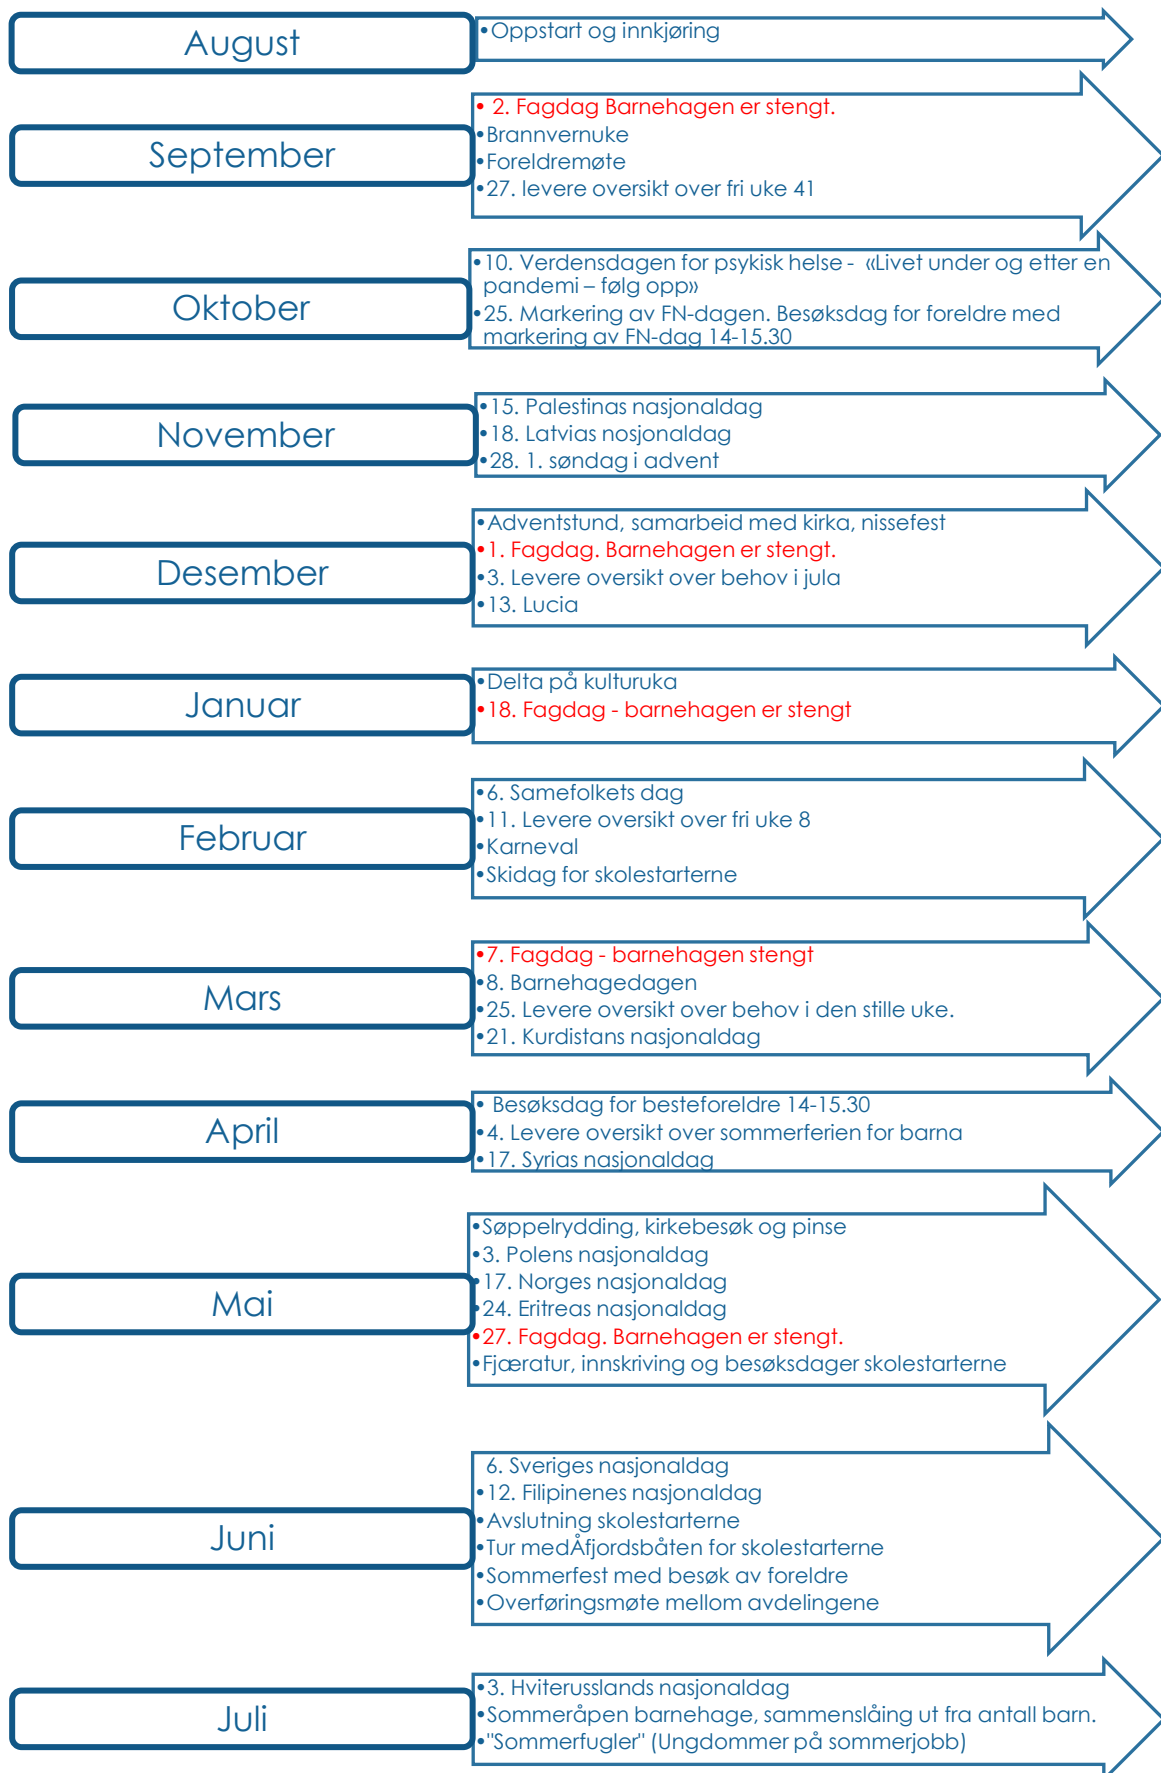 August
•Oppstart og innkjøring
September
• 2. Fagdag Barnehagen er stengt.
•Brannvernuke
•Foreldremøte
•27. levere oversikt over fri uke 41
Oktober
•10. Verdensdagen for psykisk helse - «Livet under og etter en
pandemi – følg opp»
•25. Markering av FN-dagen. Besøksdag for foreldre med
markering av FN-dag 14-15.30
November
•15. Palestinas nasjonaldag
•18. Latvias nosjonaldag
•28. 1. søndag i advent
Desember
•Adventstund, samarbeid med kirka, nissefest
•1. Fagdag. Barnehagen er stengt.
•3. Levere oversikt over behov i jula
•13. Lucia
Januar
•Delta på kulturuka
•18. Fagdag - barnehagen er stengt
Februar
•6. Samefolkets dag
•11. Levere oversikt over fri uke 8
•Karneval
•Skidag for skolestarterne
Mars
•7. Fagdag - barnehagen stengt
•8. Barnehagedagen
•25. Levere oversikt over behov i den stille uke.
•21. Kurdistans nasjonaldag
April
• Besøksdag for besteforeldre 14-15.30
•4. Levere oversikt over sommerferien for barna
•17. Syrias nasjonaldag
Mai
•Søppelrydding, kirkebesøk og pinse
•3. Polens nasjonaldag
•17. Norges nasjonaldag
•24. Eritreas nasjonaldag
•27. Fagdag. Barnehagen er stengt.
•Fjæratur, innskriving og besøksdager skolestarterne
Juni
6. Sveriges nasjonaldag
•12. Filipinenes nasjonaldag
•Avslutning skolestarterne
•Tur medÅfjordsbåten for skolestarterne
•Sommerfest med besøk av foreldre
•Overføringsmøte mellom avdelingene
Juli
•3. Hviterusslands nasjonaldag
•Sommeråpen barnehage, sammenslåing ut fra antall barn.
•"Sommerfugler" (Ungdommer på sommerjobb)